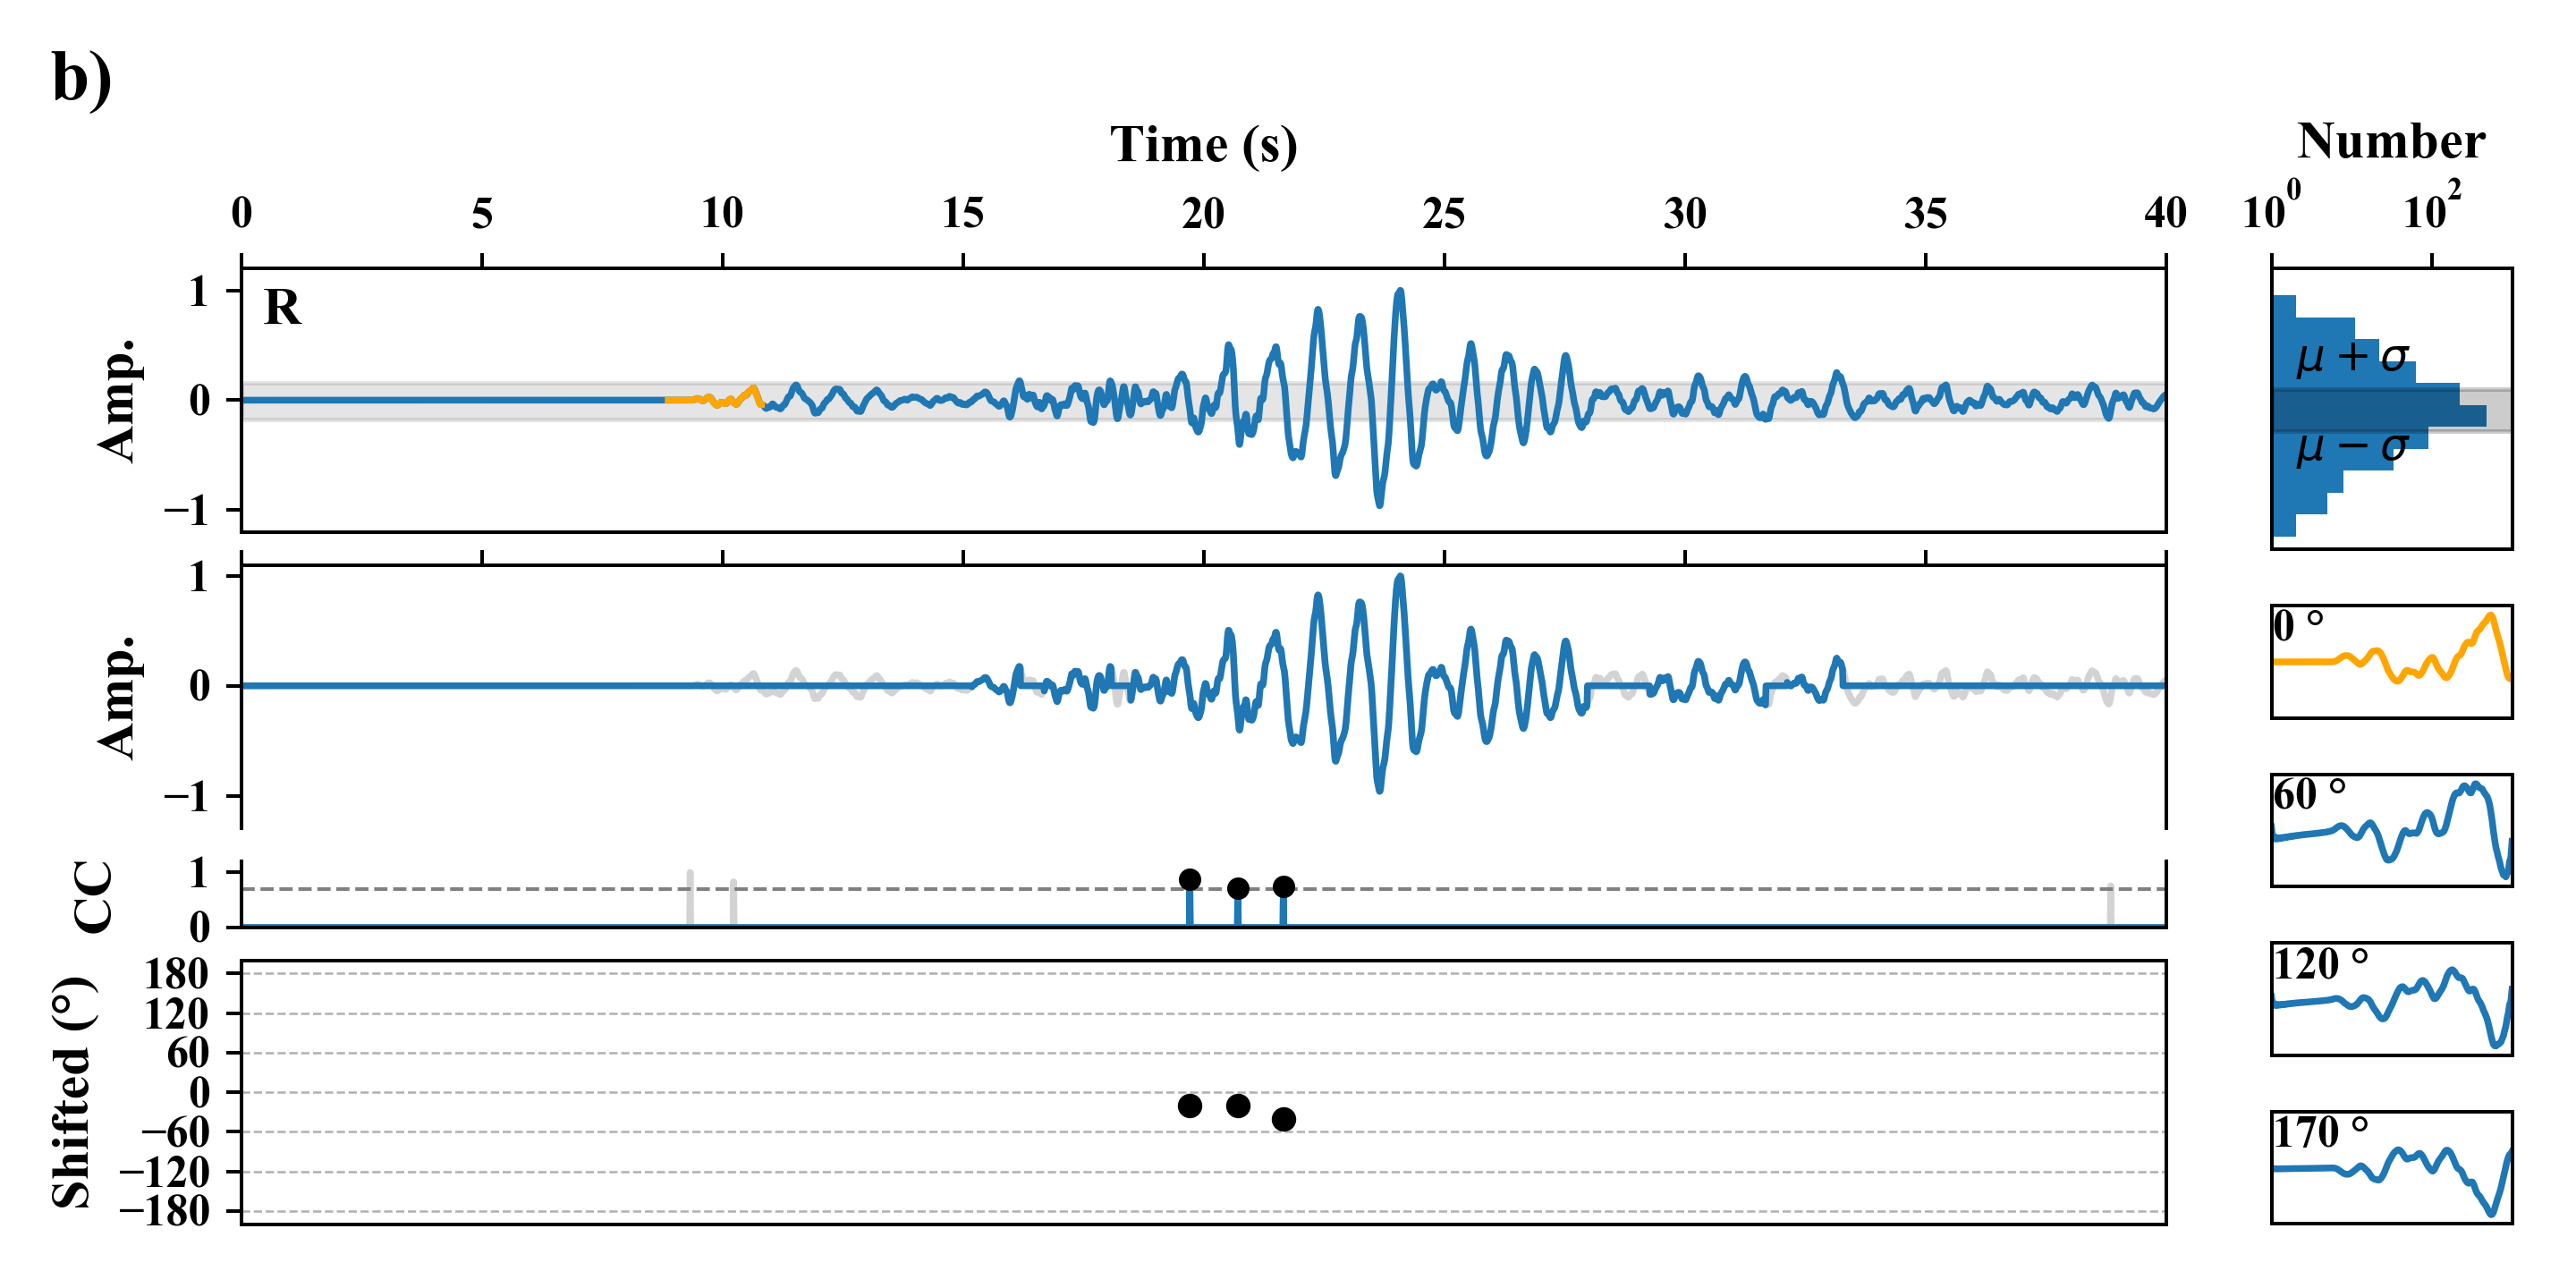 b)
Time (s)
Number
0 5 10 15 20 25 30 35 40
10^0 10^2
R
Amp.
1
0
−1
μ + σ
μ − σ
Amp.
1
0
−1
0 °
60 °
CC
1
0
120 °
Shifted (°)
180
120
60
0
−60
−120
−180
170 °